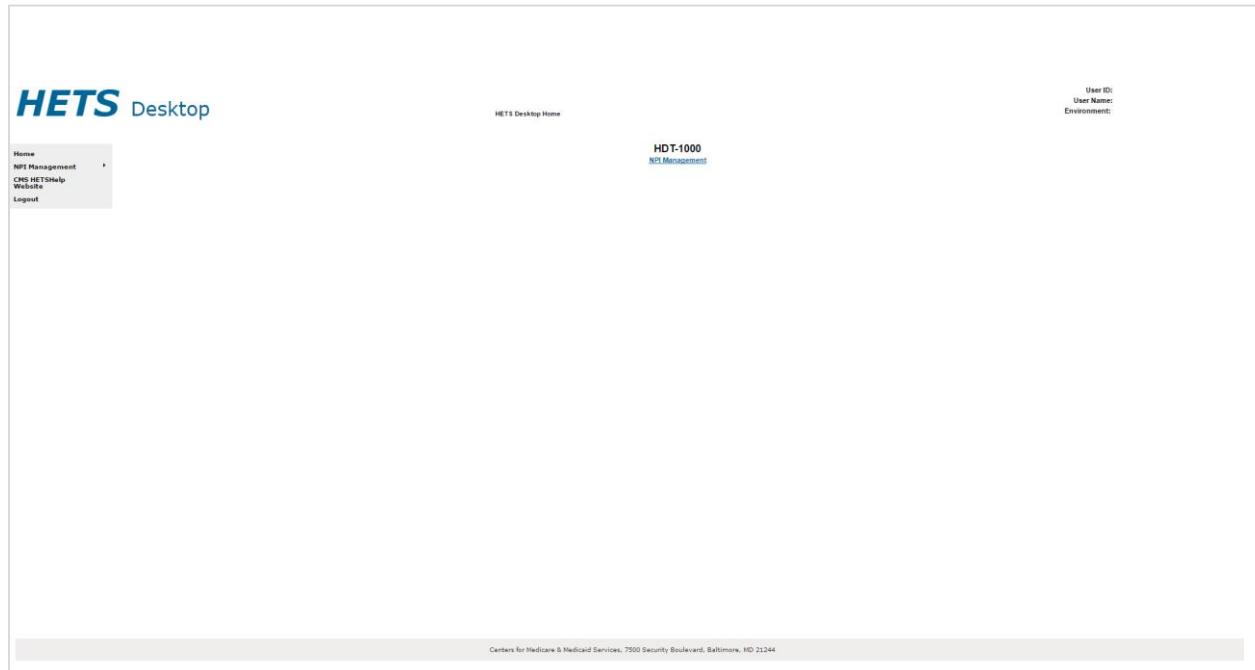 HETS Desktop
HETS Desktop Home
User ID:
User Name:
Environment:
Home
NPI Management
CMS HETSHelp
Website
Logout
HDT-1000
NPI Management
Centers for Medicare & Medicaid Services, 7500 Security Boulevard, Baltimore, MD 21244